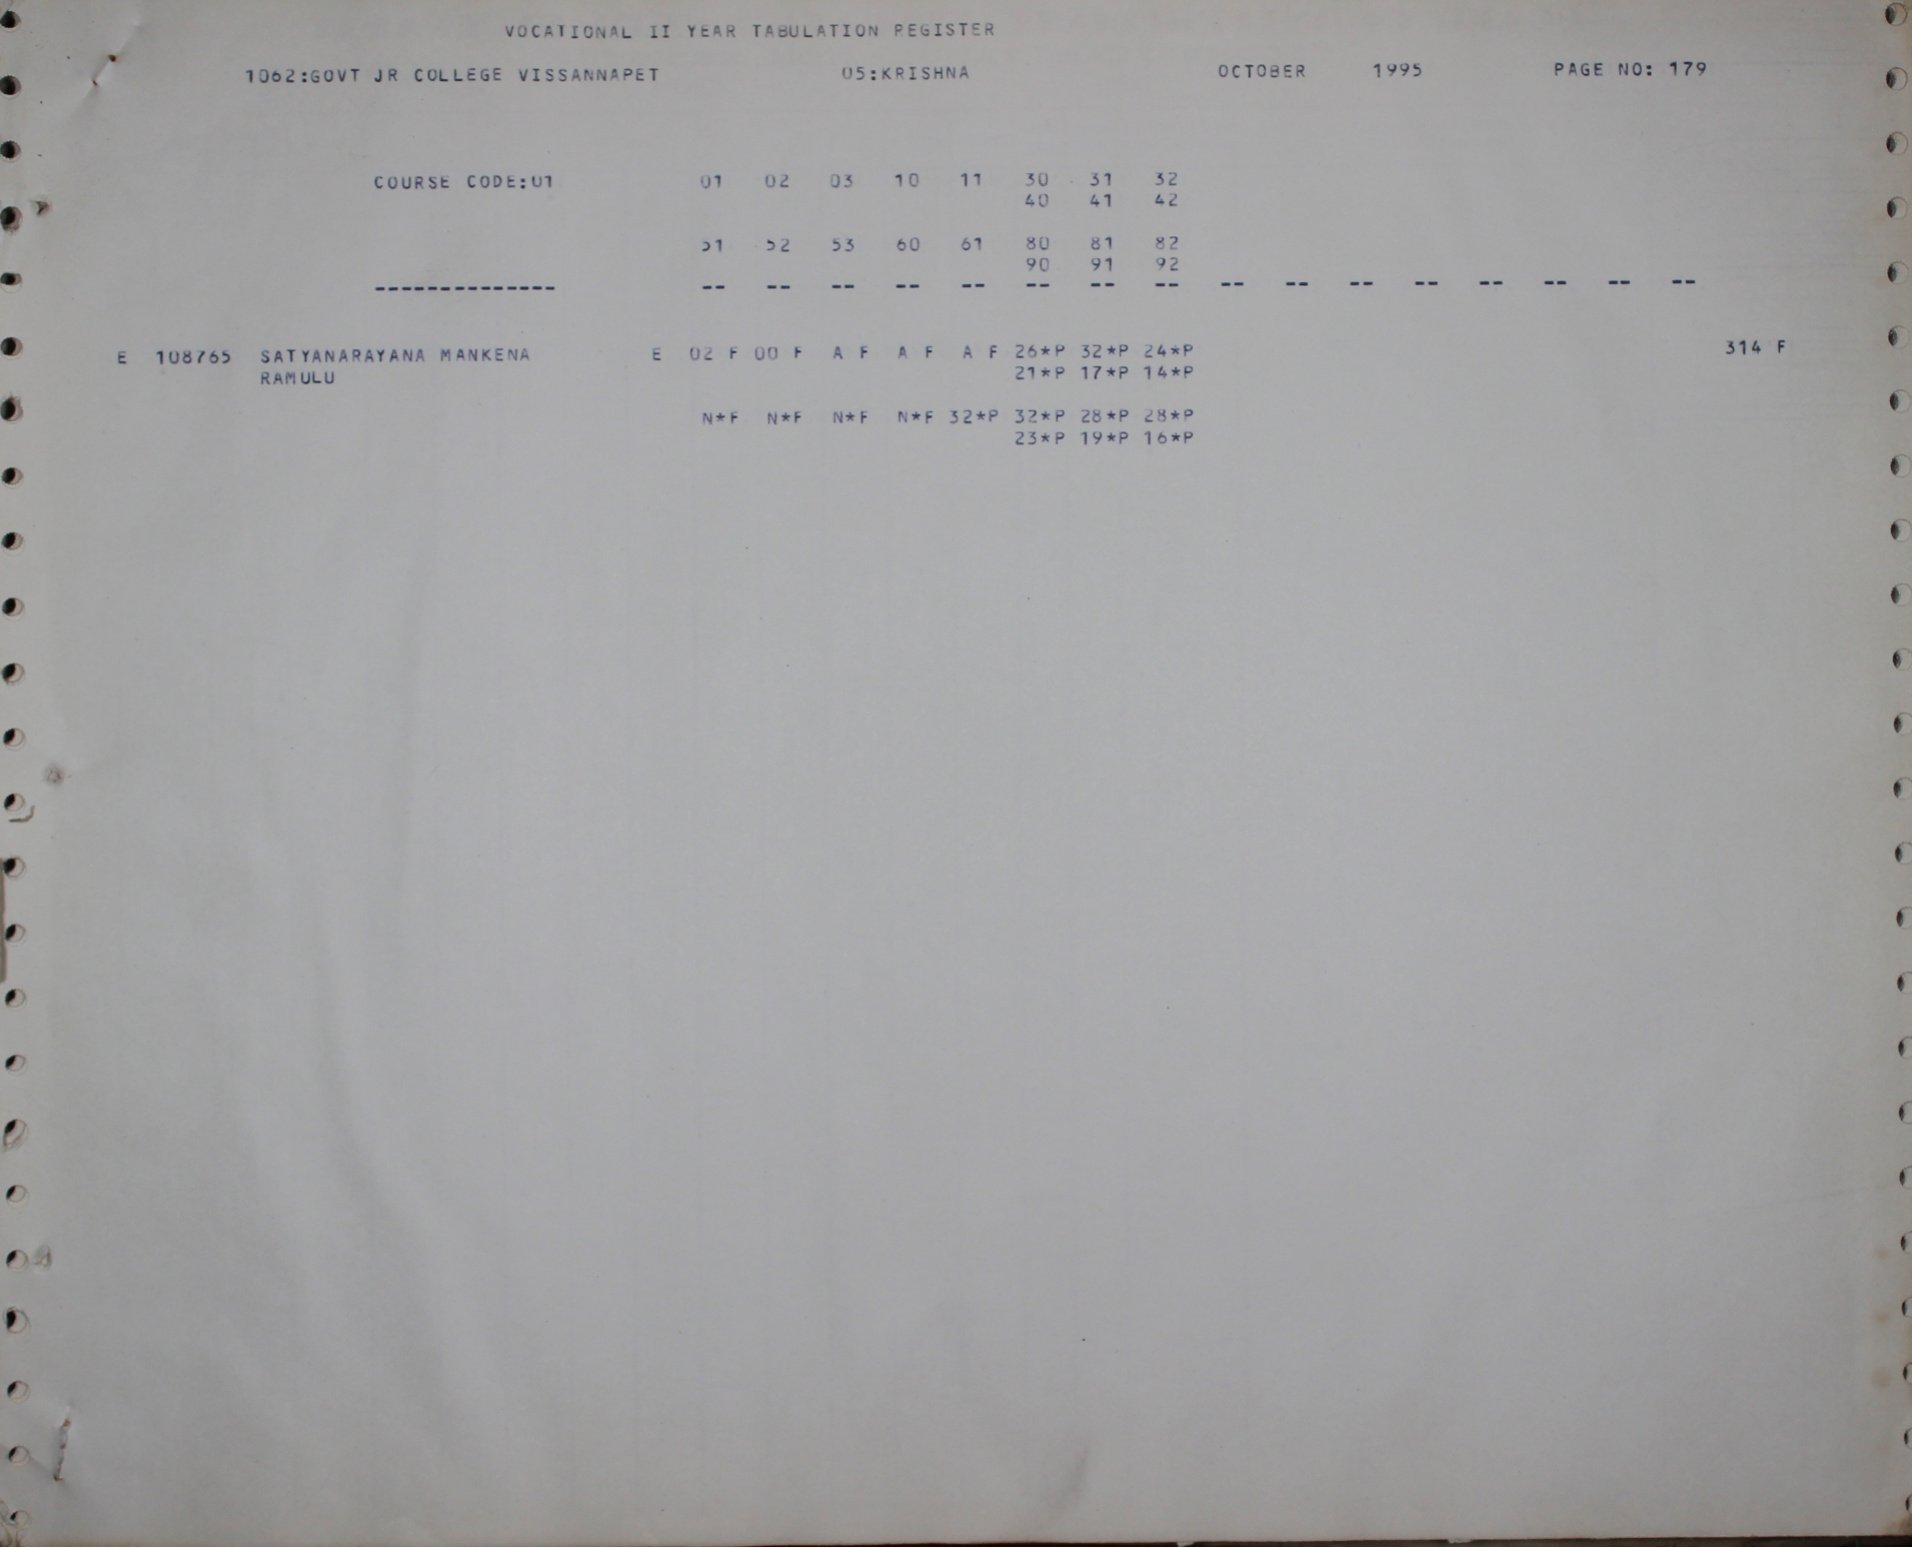 VOCATIONAL II YEAR TABULATION REGISTER
1062:GOVT JR COLLEGE VISSANNAPET 05:KRISHNA OCTOBER 1995 PAGE NO: 179
COURSE CODE:01 01 02 03 10 11 30 31 32
40 41 42
51 52 53 60 61 80 81 82
90 91 92
-------------- -- -- -- -- -- -- -- -- -- -- -- -- -- -- -- --
E 108765 SATYANARAYANA MANKENA E 02 F 00 F A F A F A F 26*P 32*P 24*P 314 F
RAMULU 21*P 17*P 14*P
N*F N*F N*F N*F 32*P 32*P 28*P 28*P
23*P 19*P 16*P